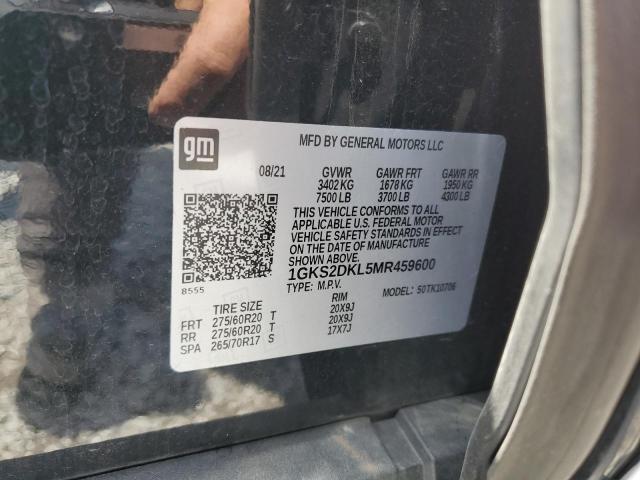 gm
MFD BY GENERAL MOTORS LLC
08/21 GVWR GAWR FRT GAWR RR
3402 KG 1678 KG 1950 KG
7500 LB 3700 LB 4300 LB
THIS VEHICLE CONFORMS TO ALL
APPLICABLE U.S. FEDERAL MOTOR
VEHICLE SAFETY STANDARDS IN EFFECT
ON THE DATE OF MANUFACTURE
SHOWN ABOVE.
1GKS2DKL5MR459600
8555
TYPE: M.P.V. MODEL: 50TK10706
TIRE SIZE RIM
FRT 275/60R20 T 20X9J
RR 275/60R20 T 20X9J
SPA 265/70R17 S 17X7J